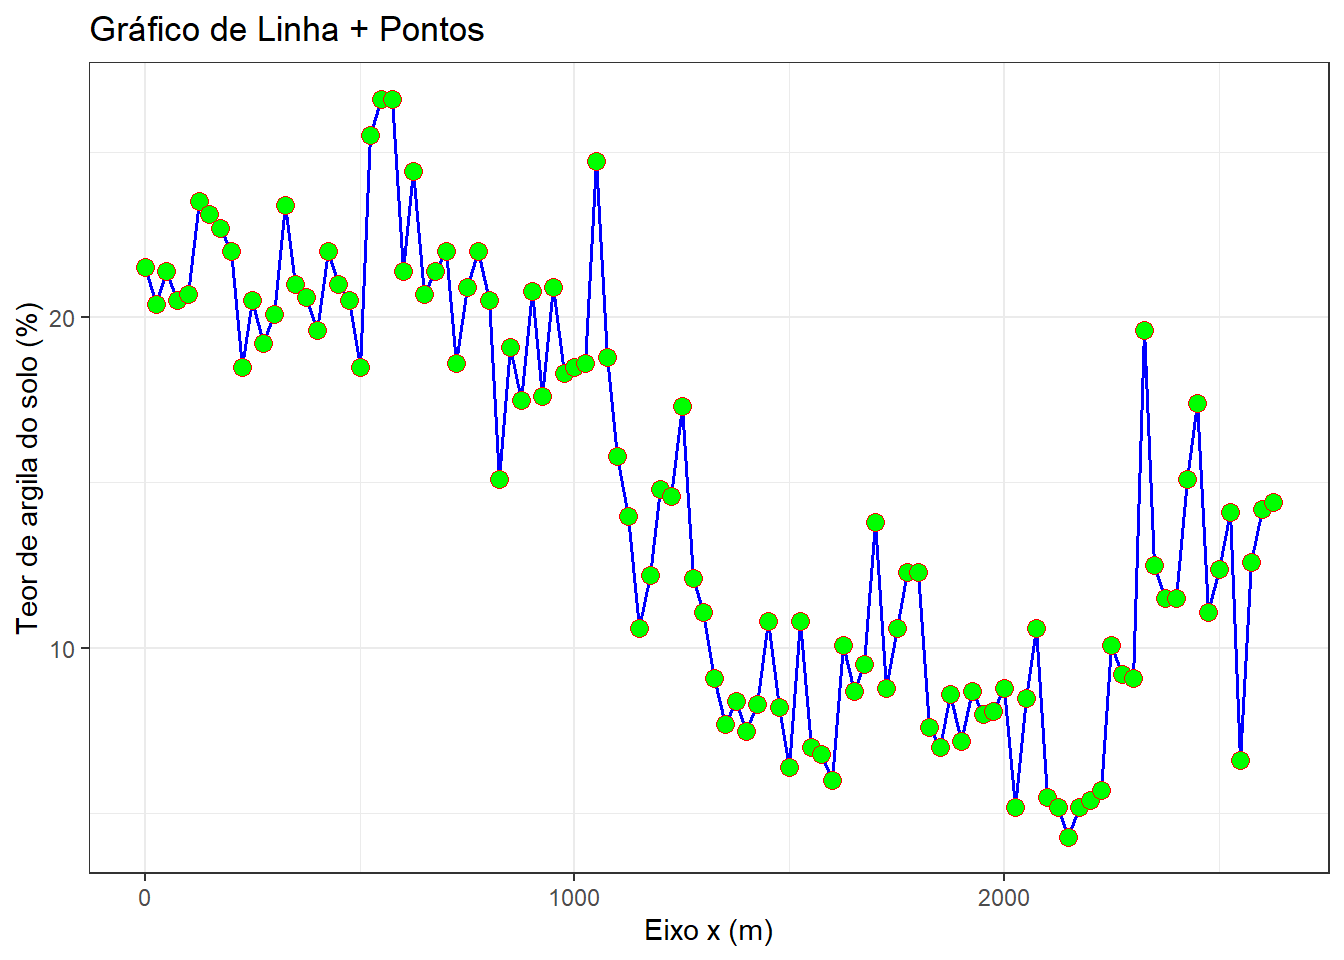 Gráfico de Linha + Pontos
Teor de argila do solo (%)
20
10
0
1000
2000
Eixo x (m)